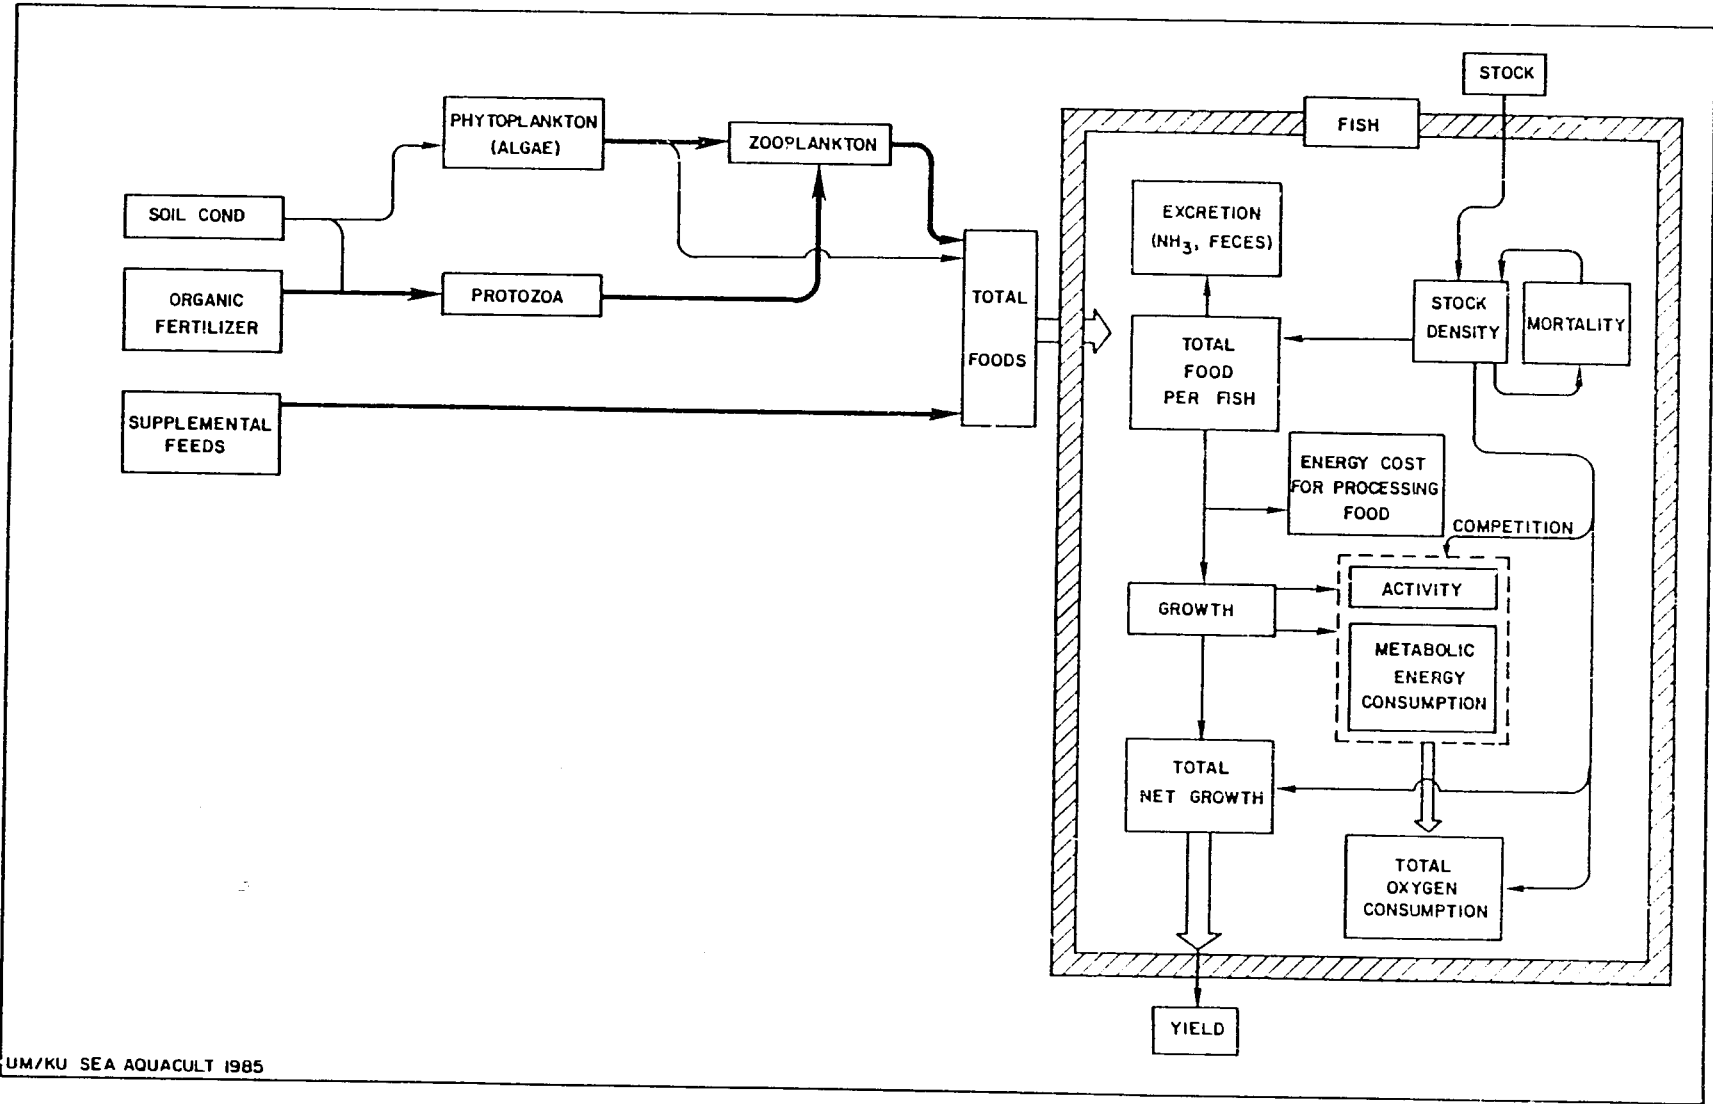 STOCK
FISH
PHYTOPLANKTON
(ALGAE)
ZOOPLANKTON
SOIL COND
ORGANIC
FERTILIZER
PROTOZOA
SUPPLEMENTAL
FEEDS
TOTAL
FOODS
EXCRETION
(NH3, FECES)
TOTAL
FOOD
PER FISH
STOCK
DENSITY
MORTALITY
ENERGY COST
FOR PROCESSING
FOOD
COMPETITION
GROWTH
ACTIVITY
METABOLIC
ENERGY
CONSUMPTION
TOTAL
NET GROWTH
TOTAL
OXYGEN
CONSUMPTION
YIELD
UM/KU SEA AQUACULT 1985